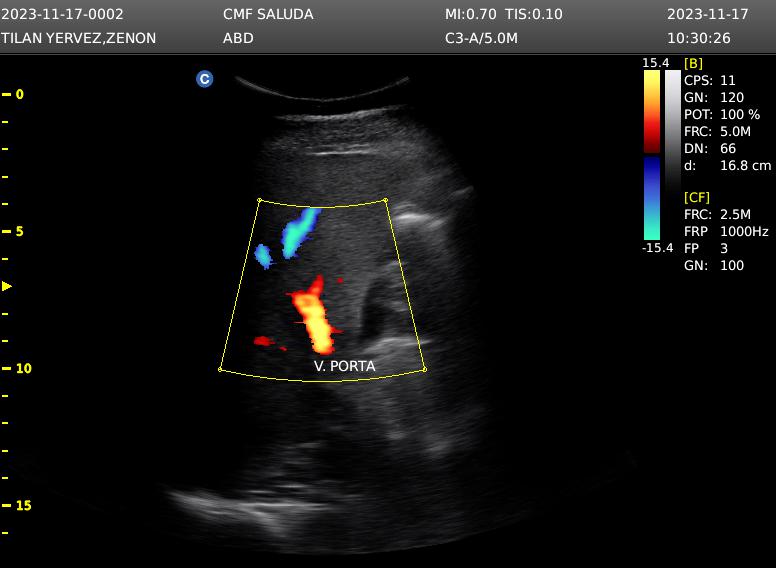 2023-11-17-0002 CMF SALUDA MI:0.70 TIS:0.10 2023-11-17
TILAN YERVEZ,ZENON ABD C3-A/5.0M 10:30:26
C
15.4 [B]
CPS: 11
GN: 120
POT: 100 %
FRC: 5.0M
DN: 66
d: 16.8 cm
[CF]
FRC: 2.5M
FRP 1000Hz
-15.4 FP 3
GN: 100
0
5
10
15
V. PORTA